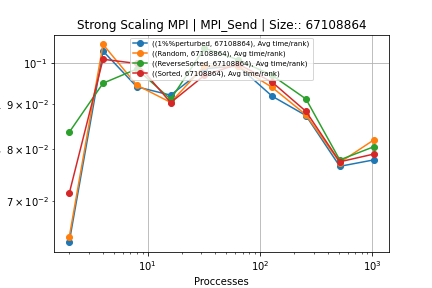 Strong Scaling MPI | MPI_Send | Size:: 67108864
((1%%perturbed, 67108864), Avg time/rank)
((Random, 67108864), Avg time/rank)
((ReverseSorted, 67108864), Avg time/rank)
((Sorted, 67108864), Avg time/rank)
10⁻¹
9 × 10⁻²
8 × 10⁻²
7 × 10⁻²
10¹ 10² 10³
Proccesses